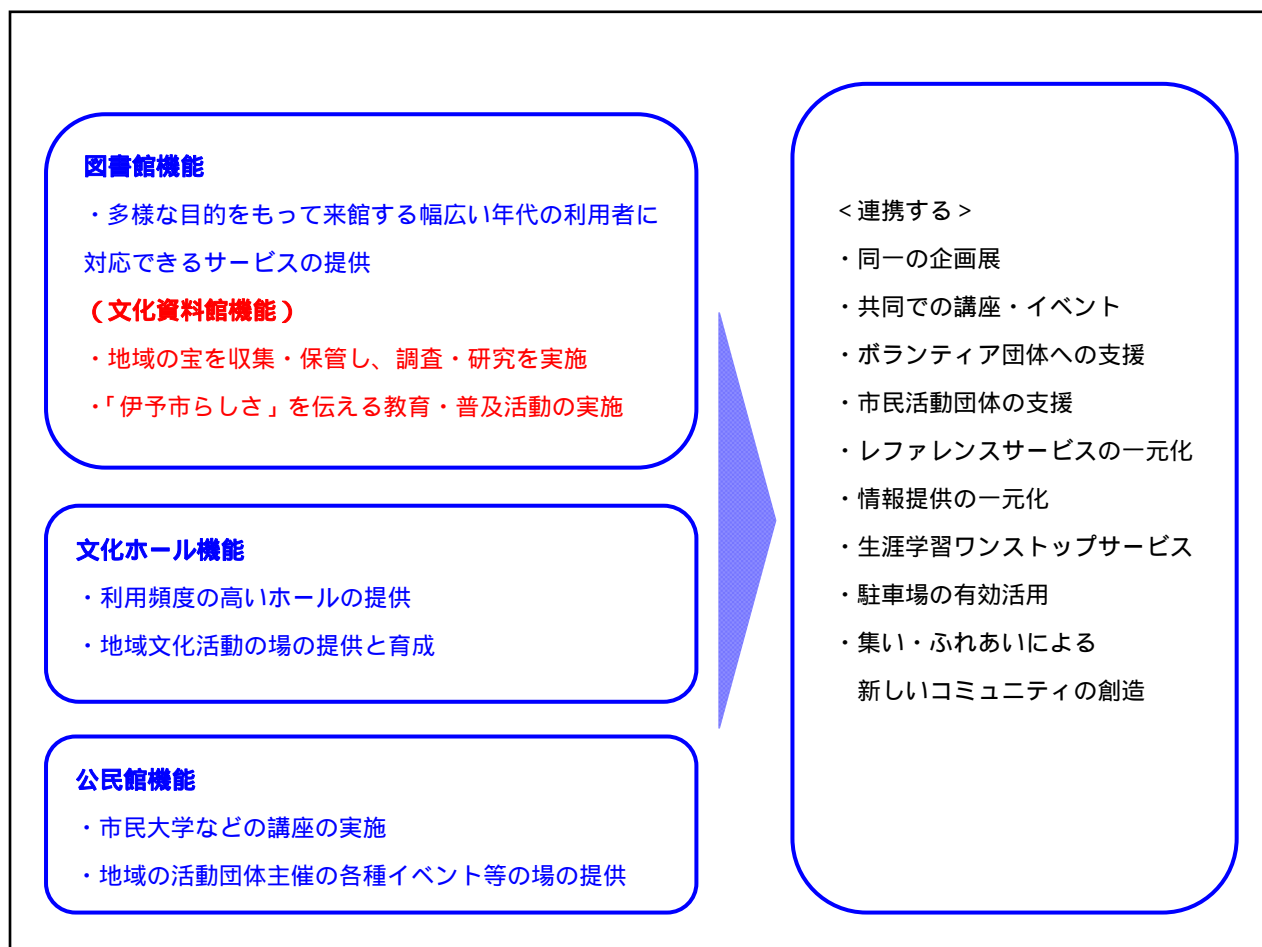 図書館機能
・多様な目的をもって来館する幅広い年代の利用者に
対応できるサービスの提供
（文化資料館機能）
・地域の宝を収集・保管し、調査・研究を実施
・「伊予市らしさ」を伝える教育・普及活動の実施
文化ホール機能
・利用頻度の高いホールの提供
・地域文化活動の場の提供と育成
公民館機能
・市民大学などの講座の実施
・地域の活動団体主催の各種イベント等の場の提供
＜連携する＞
・同一の企画展
・共同での講座・イベント
・ボランティア団体への支援
・市民活動団体の支援
・レファレンスサービスの一元化
・情報提供の一元化
・生涯学習ワンストップサービス
・駐車場の有効活用
・集い・ふれあいによる
新しいコミュニティの創造